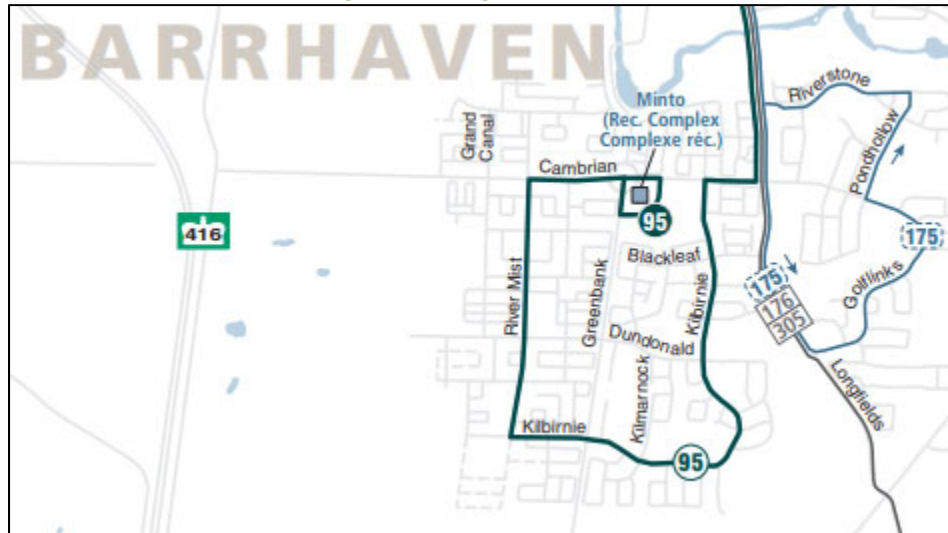 BARRHAVEN
Riverstone
Minto
(Rec. Complex
Complexe réc.)
Grand
Canal
Pondhollow
Cambrian
416
95
175
Blackleaf
River Mist
Greenbank
Kilbirnie
175
Golflinks
176
305
Dundonald
Kilmarnock
Longfields
Kilbirnie
95